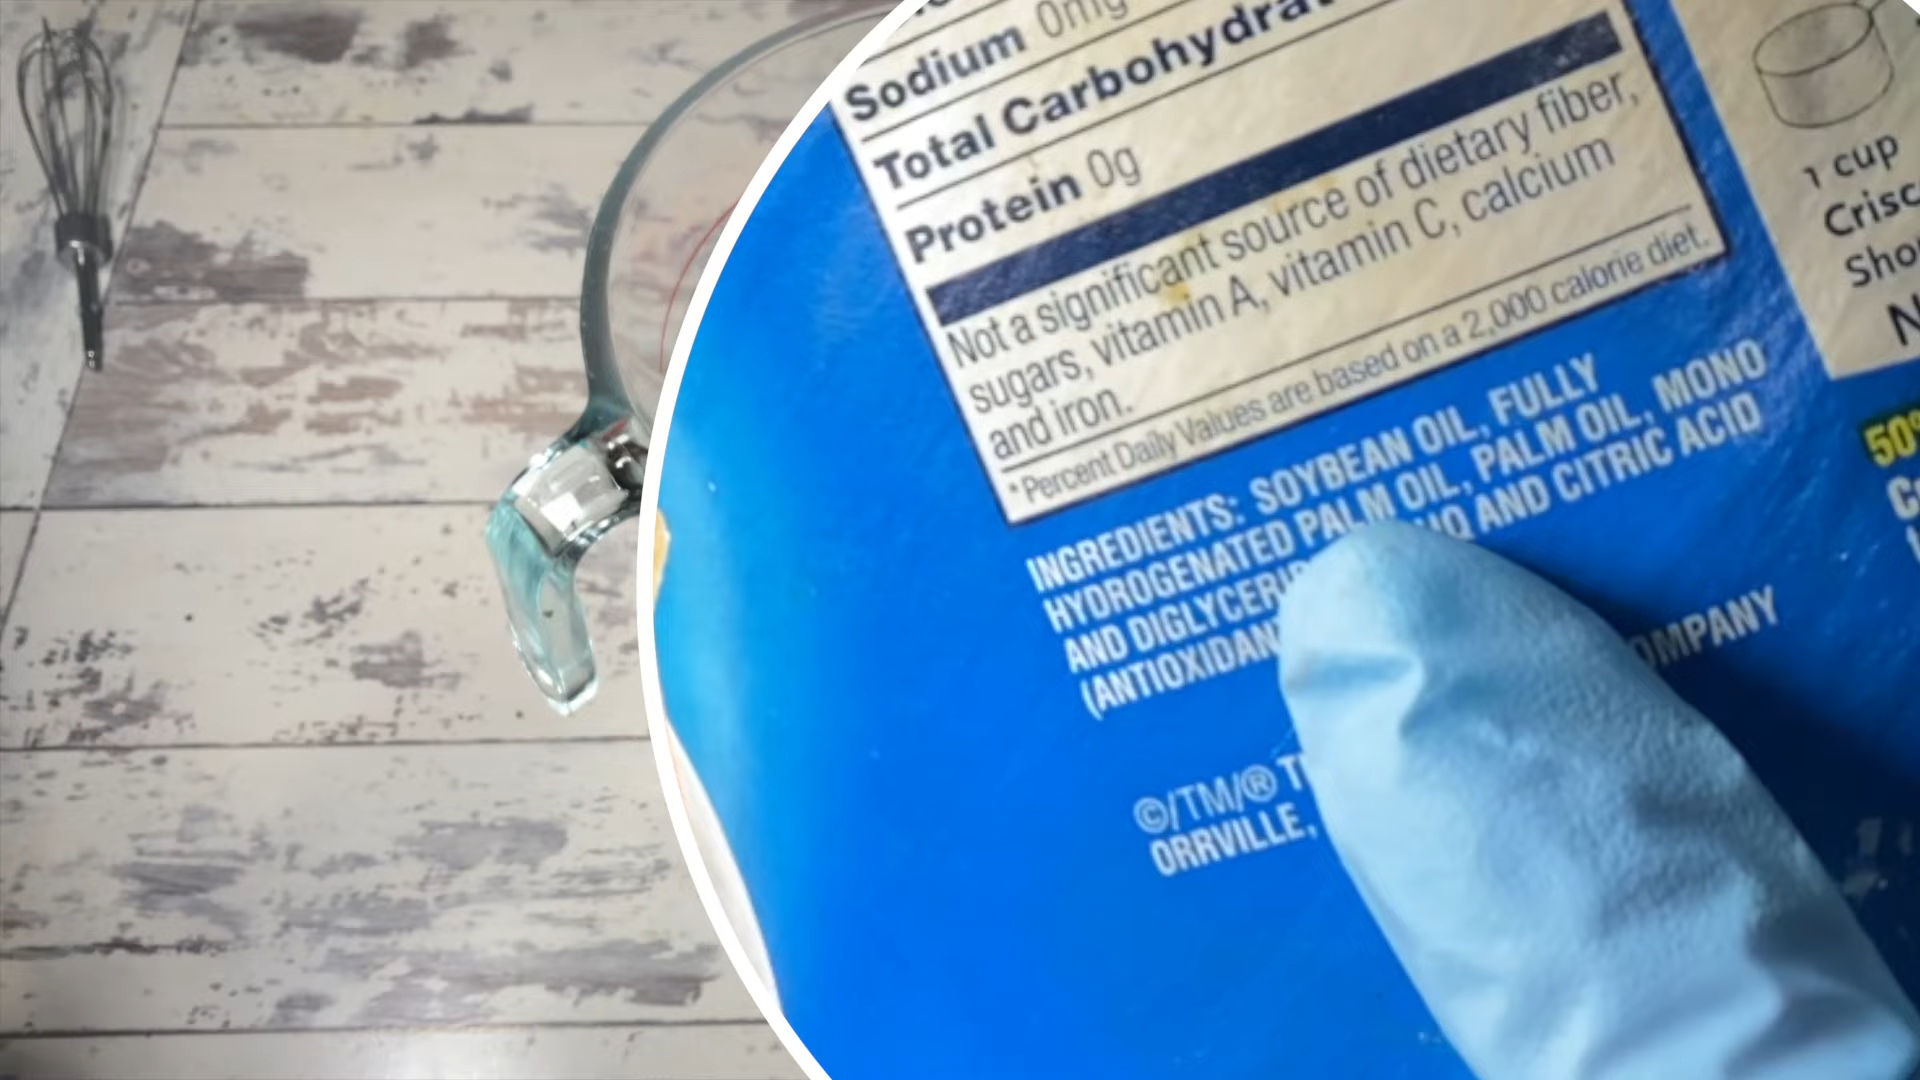 Sodium 0mg
Total Carbohydrat
Protein 0g
Not a significant source of dietary fiber,
sugars, vitamin A, vitamin C, calcium
and iron.
*Percent Daily Values are based on a 2,000 calorie diet.
INGREDIENTS: SOYBEAN OIL, FULLY
HYDROGENATED PALM OIL, PALM OIL, MONO
AND DIGLYCERI AND CITRIC ACID
(ANTIOXIDAN
OMPANY
©/TM/® T
ORRVILLE,
1 cup
Crisc
Sho
N
50%